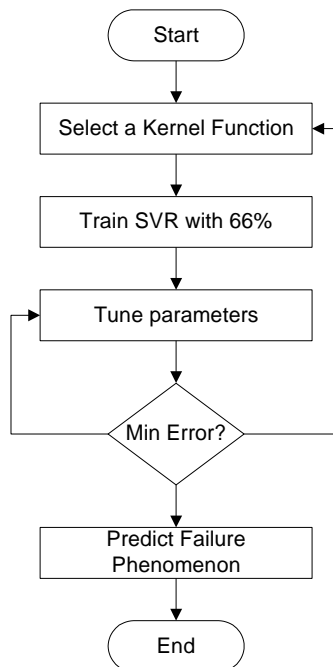 Start
Select a Kernel Function
Train SVR with 66%
Tune parameters
Min Error?
Predict Failure
Phenomenon
End